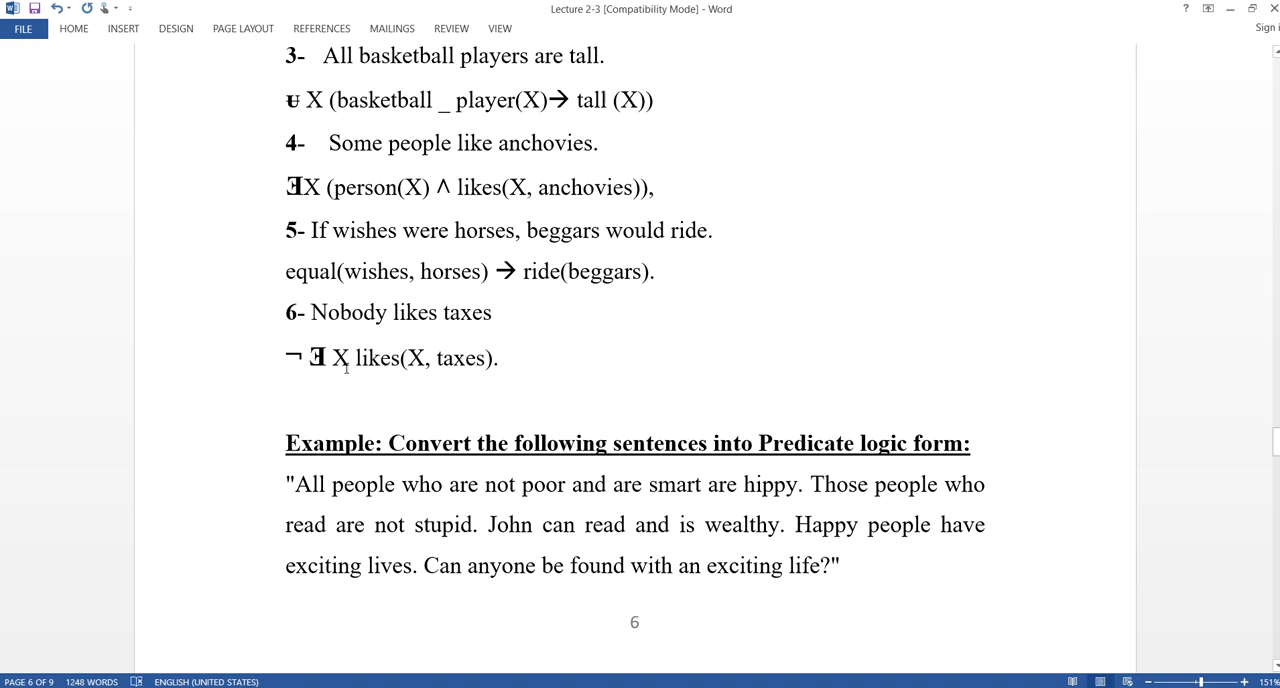 Lecture 2-3 [Compatibility Mode] - Word
FILE HOME INSERT DESIGN PAGE LAYOUT REFERENCES MAILINGS REVIEW VIEW Sign i
3- All basketball players are tall.
ʉ X (basketball _ player(X)→ tall (X))
4- Some people like anchovies.
ƎX (person(X) ˄ likes(X, anchovies)),
5- If wishes were horses, beggars would ride.
equal(wishes, horses) → ride(beggars).
6- Nobody likes taxes
¬ Ǝ X likes(X, taxes).
Example: Convert the following sentences into Predicate logic form:
"All people who are not poor and are smart are hippy. Those people who
read are not stupid. John can read and is wealthy. Happy people have
exciting lives. Can anyone be found with an exciting life?"
6
PAGE 6 OF 9 1248 WORDS ENGLISH (UNITED STATES) 151%